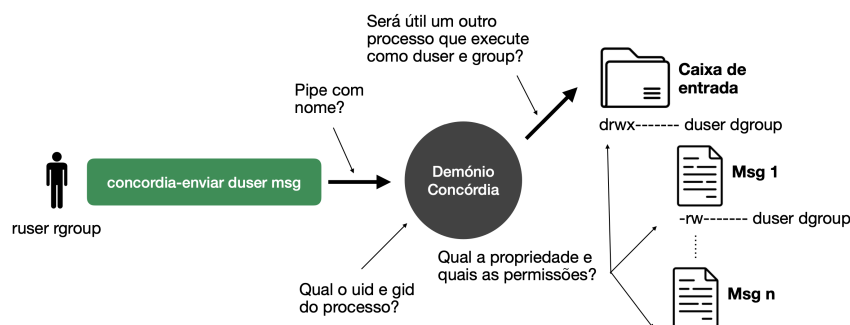 Será útil um outro
processo que execute
como duser e group?
Caixa de
entrada
Pipe com
nome?
drwx------- duser dgroup
concordia-enviar duser msg
Demónio
Concórdia
Msg 1
ruser rgroup
-rw------- duser dgroup
Qual a propriedade e
quais as permissões?
Qual o uid e gid
do processo?
Msg n